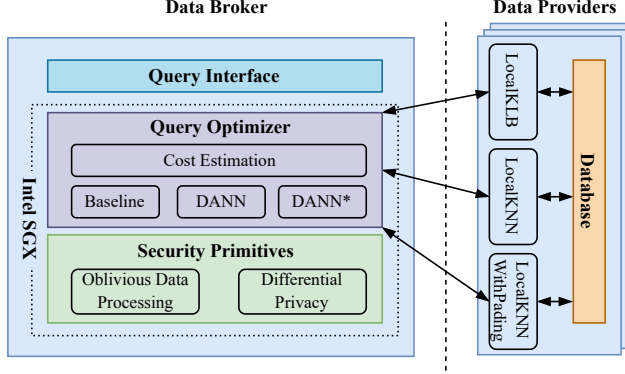 Data Broker
Data Providers
Query Interface
Intel SGX
Query Optimizer
Cost Estimation
Baseline
DANN
DANN*
Security Primitives
Oblivious Data
Processing
Differential
Privacy
LocalKLB
LocalKNN
LocalKNN
WithPading
Database